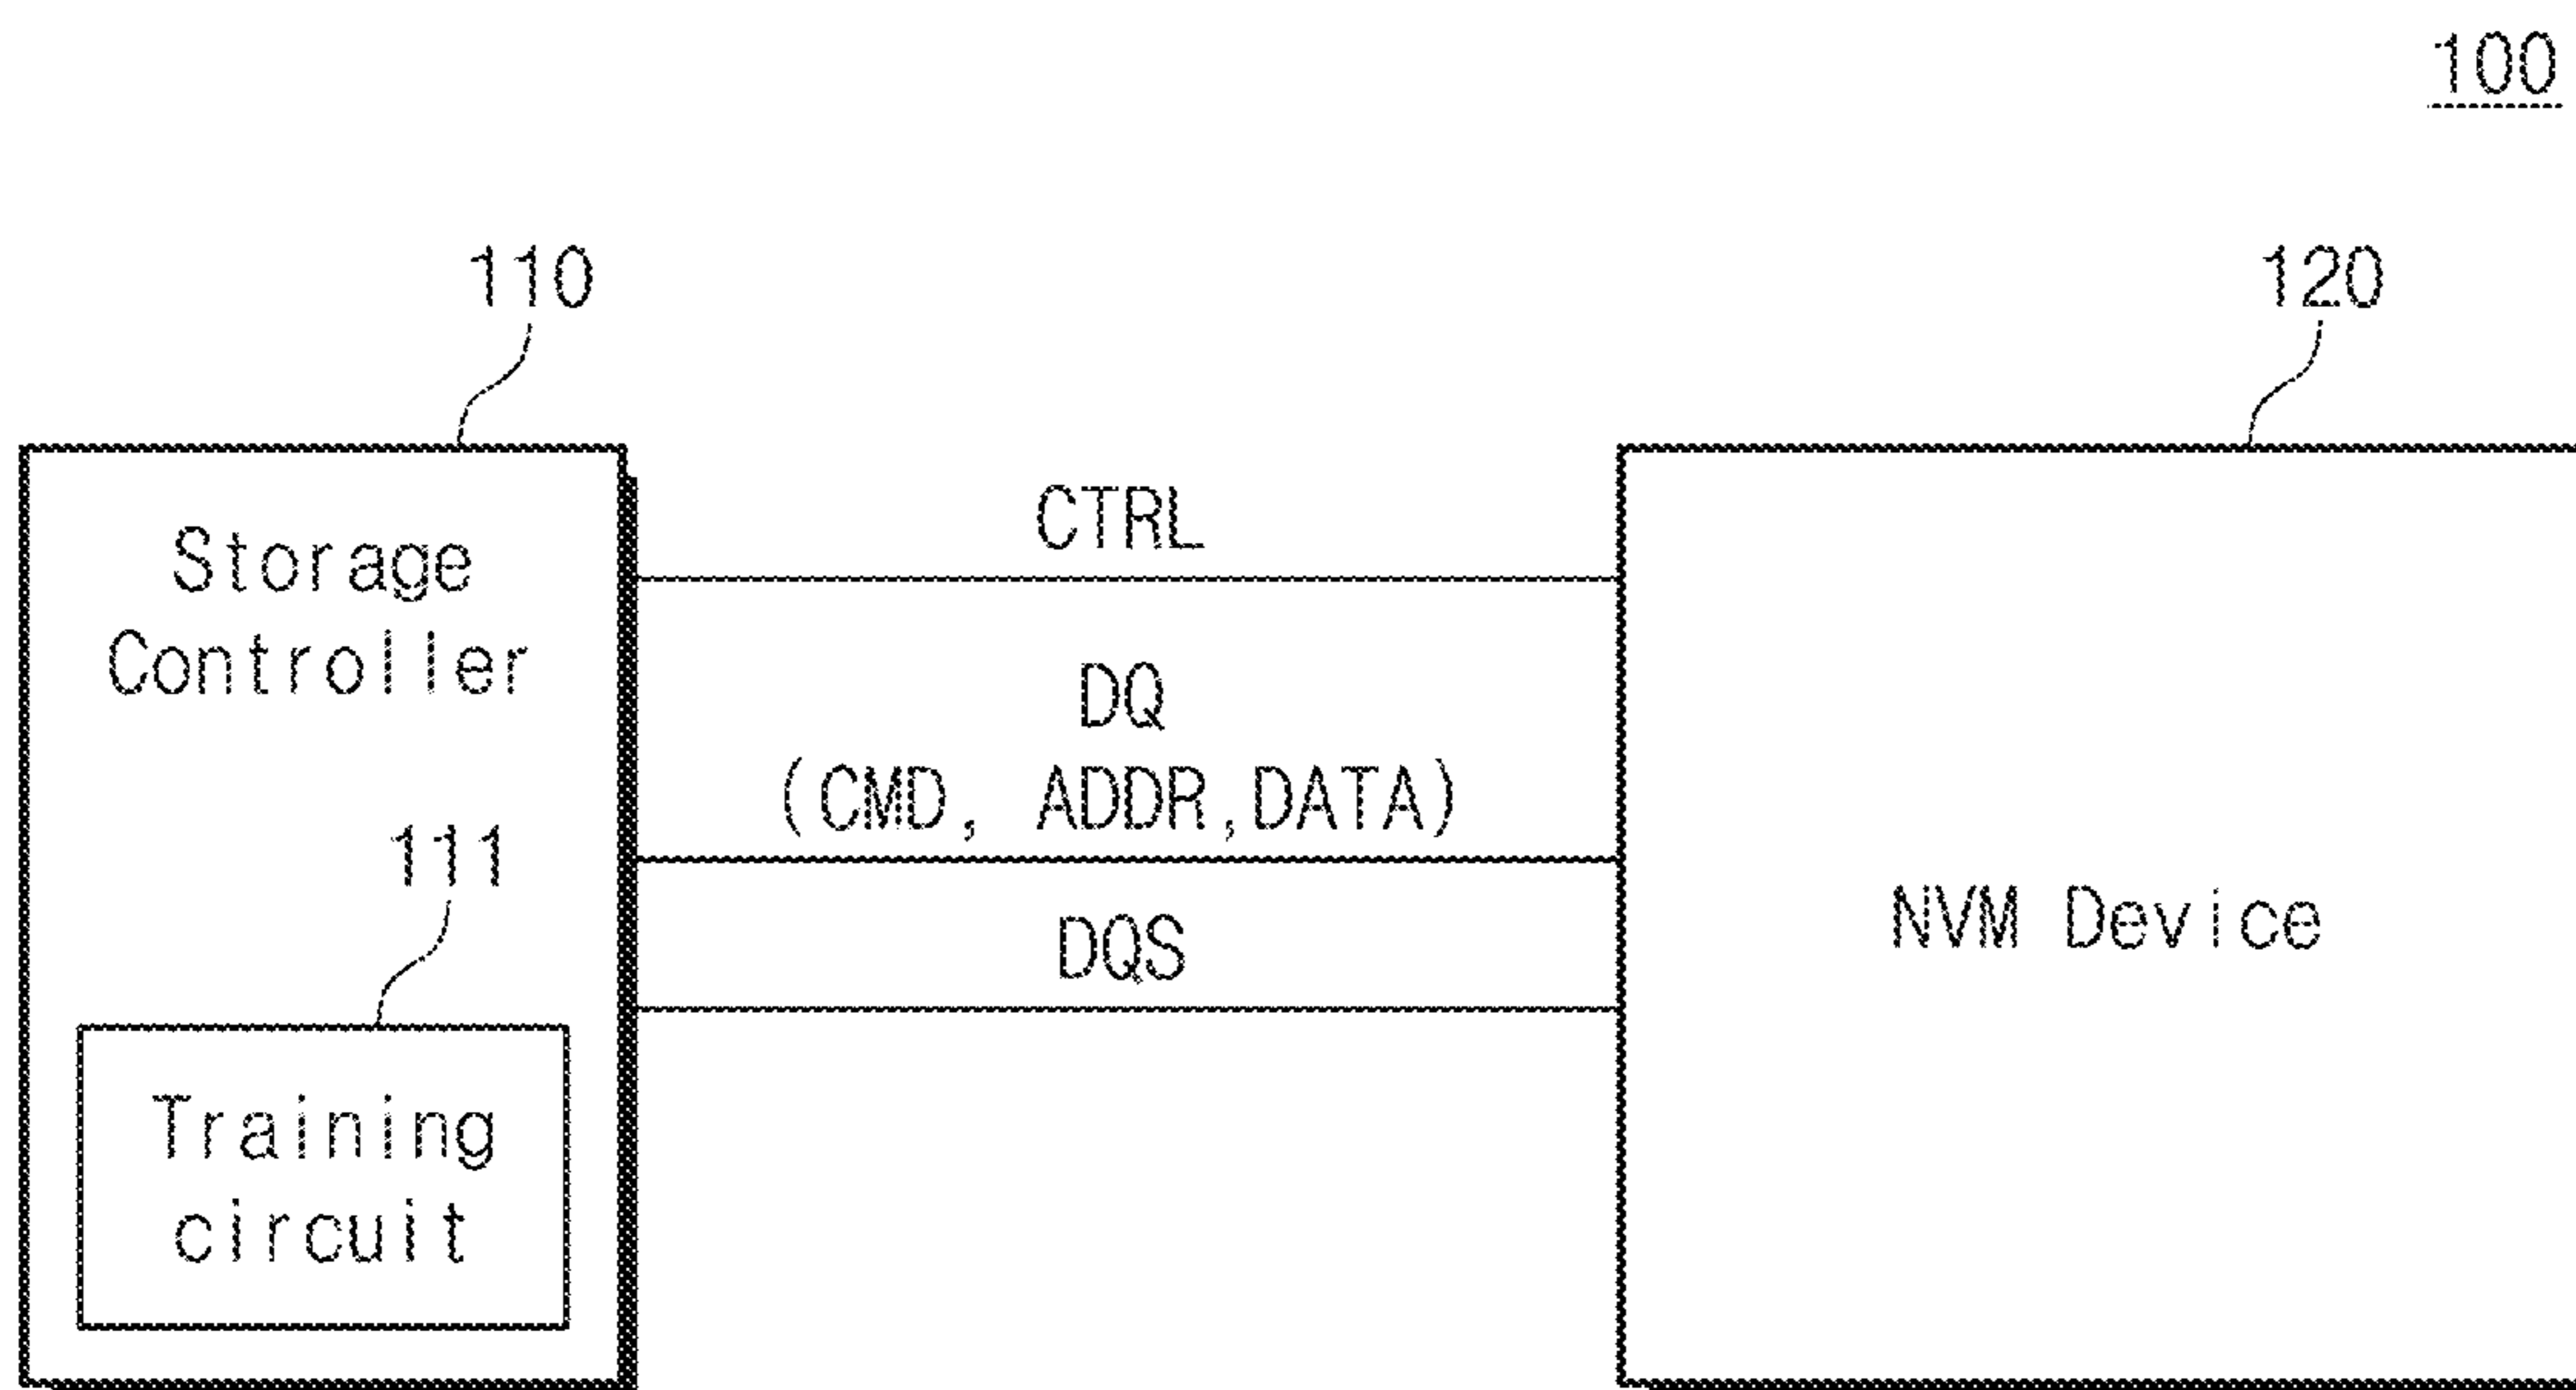 100
110
120
Storage
Controller
CTRL
DQ
(CMD, ADDR,DATA)
DQS
NVM Device
111
Training
circuit